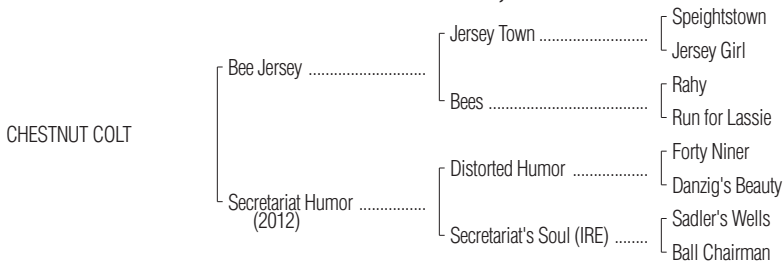 Speightstown
Jersey Town ........................
Jersey Girl
Bee Jersey ..........................
Rahy
Bees ...................................
Run for Lassie
CHESTNUT COLT
Forty Niner
Distorted Humor .................
Danzig's Beauty
Secretariat Humor ...............
(2012)
Sadler's Wells
Secretariat's Soul (IRE) ........
Ball Chairman